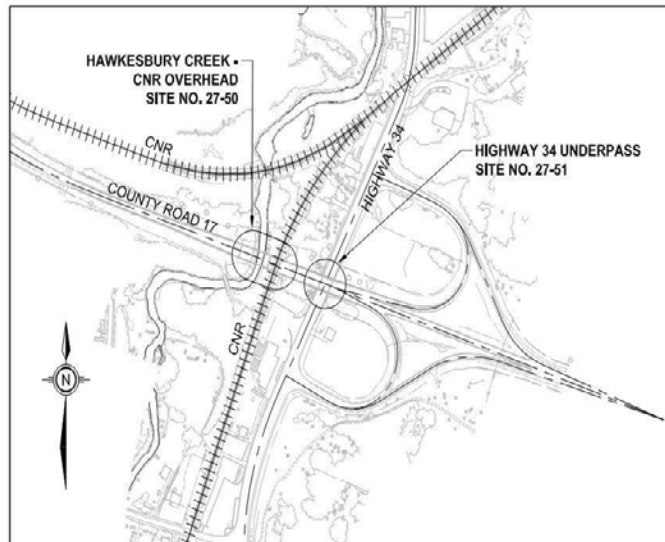 HAWKESBURY CREEK -
CNR OVERHEAD
SITE NO. 27-50
CNR
HIGHWAY 34
HIGHWAY 34 UNDERPASS
SITE NO. 27-51
COUNTY ROAD 17
CNR
N